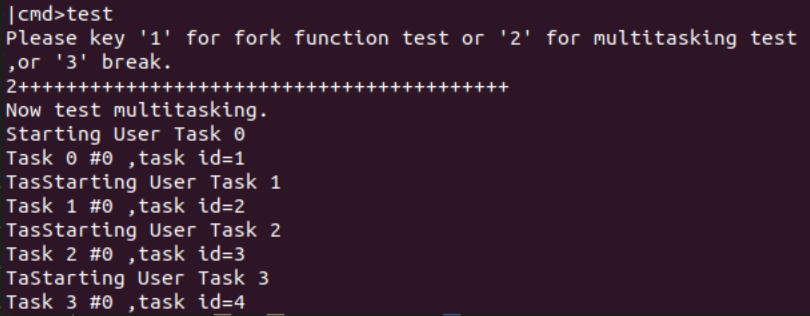 |cmd>test
Please key '1' for fork function test or '2' for multitasking test
,or '3' break.
2+++++++++++++++++++++++++++++++++++++++++
Now test multitasking.
Starting User Task 0
Task 0 #0 ,task id=1
TasStarting User Task 1
Task 1 #0 ,task id=2
TasStarting User Task 2
Task 2 #0 ,task id=3
TaStarting User Task 3
Task 3 #0 ,task id=4